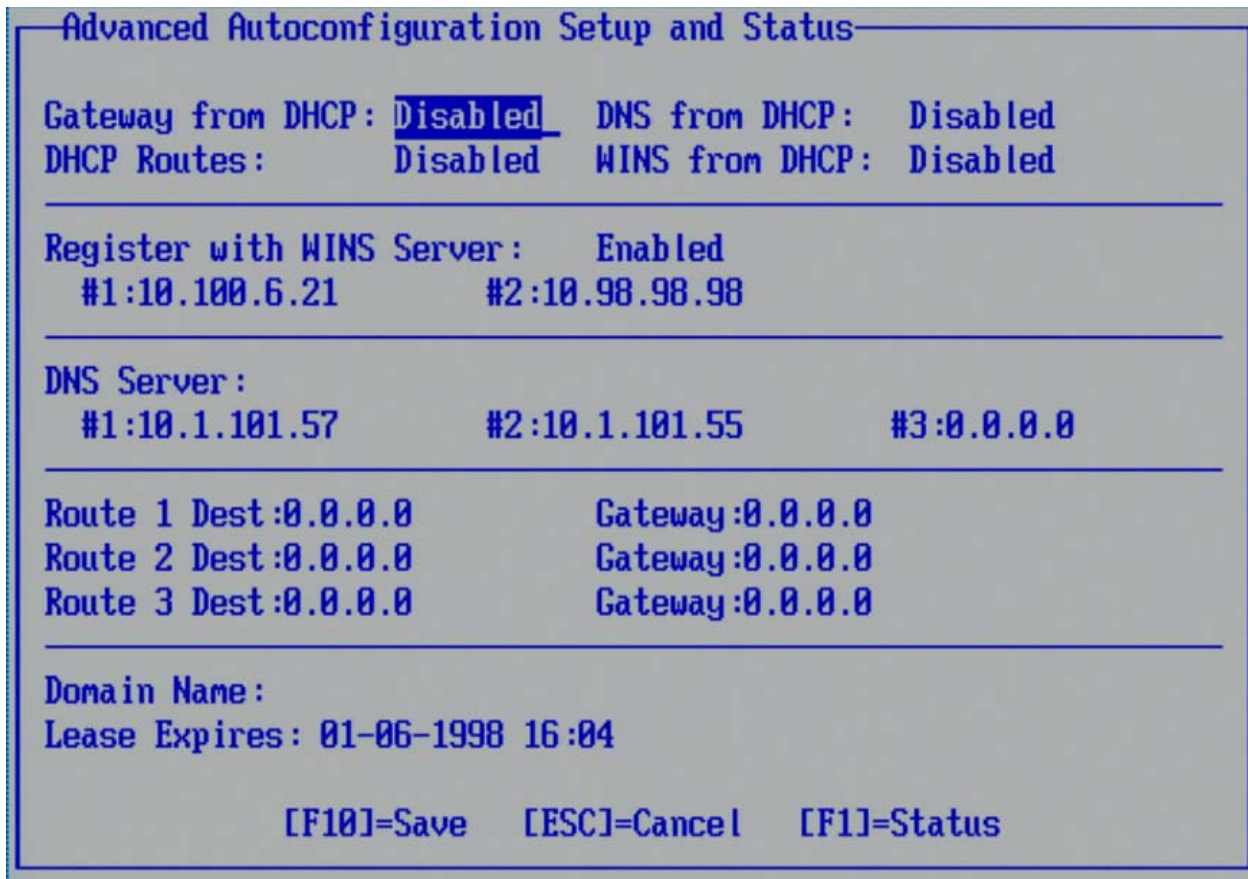 Advanced Autoconfiguration Setup and Status
Gateway from DHCP: Disabled DNS from DHCP: Disabled
DHCP Routes: Disabled WINS from DHCP: Disabled
Register with WINS Server: Enabled
#1:10.100.6.21 #2:10.98.98.98
DNS Server:
#1:10.1.101.57 #2:10.1.101.55 #3:0.0.0.0
Route 1 Dest:0.0.0.0 Gateway:0.0.0.0
Route 2 Dest:0.0.0.0 Gateway:0.0.0.0
Route 3 Dest:0.0.0.0 Gateway:0.0.0.0
Domain Name:
Lease Expires: 01-06-1998 16:04
[F10]=Save [ESC]=Cancel [F1]=Status